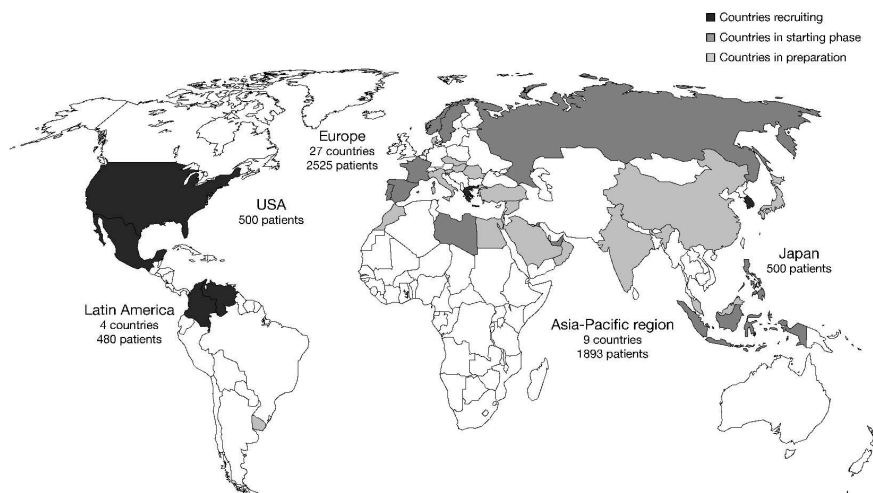 Countries recruiting
Countries in starting phase
Countries in preparation
Europe
27 countries
2525 patients
USA
500 patients
Japan
500 patients
Latin America
4 countries
480 patients
Asia-Pacific region
9 countries
1893 patients